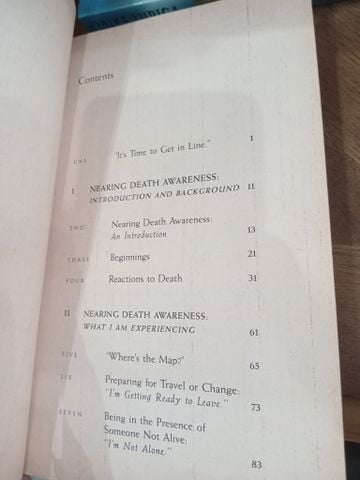 Contents
ONE "It's Time to Get in Line." 1
I NEARING DEATH AWARENESS:
INTRODUCTION AND BACKGROUND 11
TWO Nearing Death Awareness:
An Introduction 13
THREE Beginnings 21
FOUR Reactions to Death 31
II NEARING DEATH AWARENESS:
WHAT I AM EXPERIENCING 61
FIVE "Where's the Map?" 65
SIX Preparing for Travel or Change:
"I'm Getting Ready to Leave." 73
SEVEN Being in the Presence of
Someone Not Alive:
"I'm Not Alone." 83